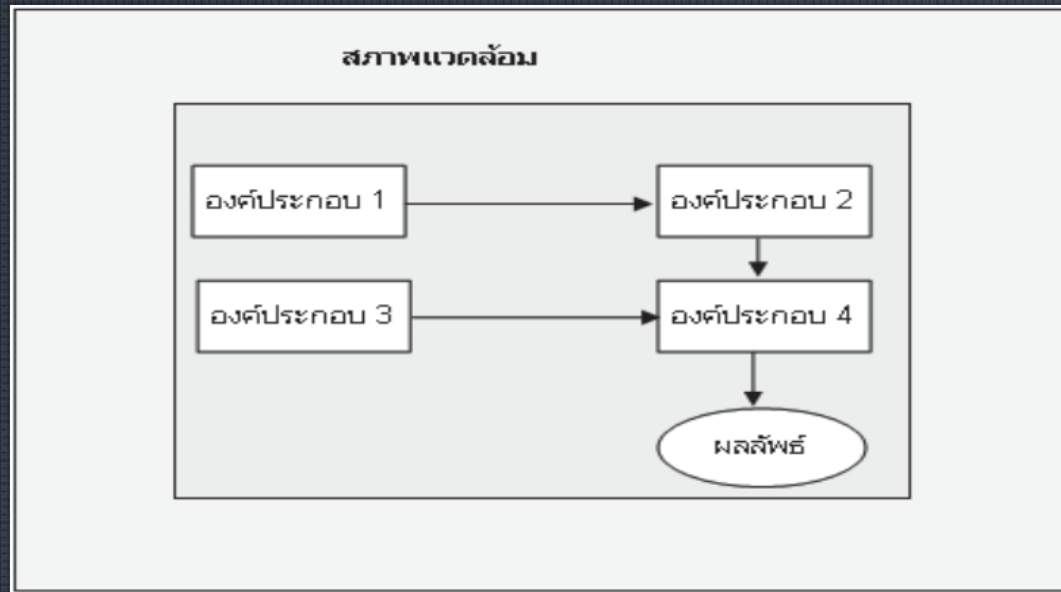 สภาพแวดล้อม
องค์ประกอบ 1
องค์ประกอบ 2
องค์ประกอบ 3
องค์ประกอบ 4
ผลลัพธ์